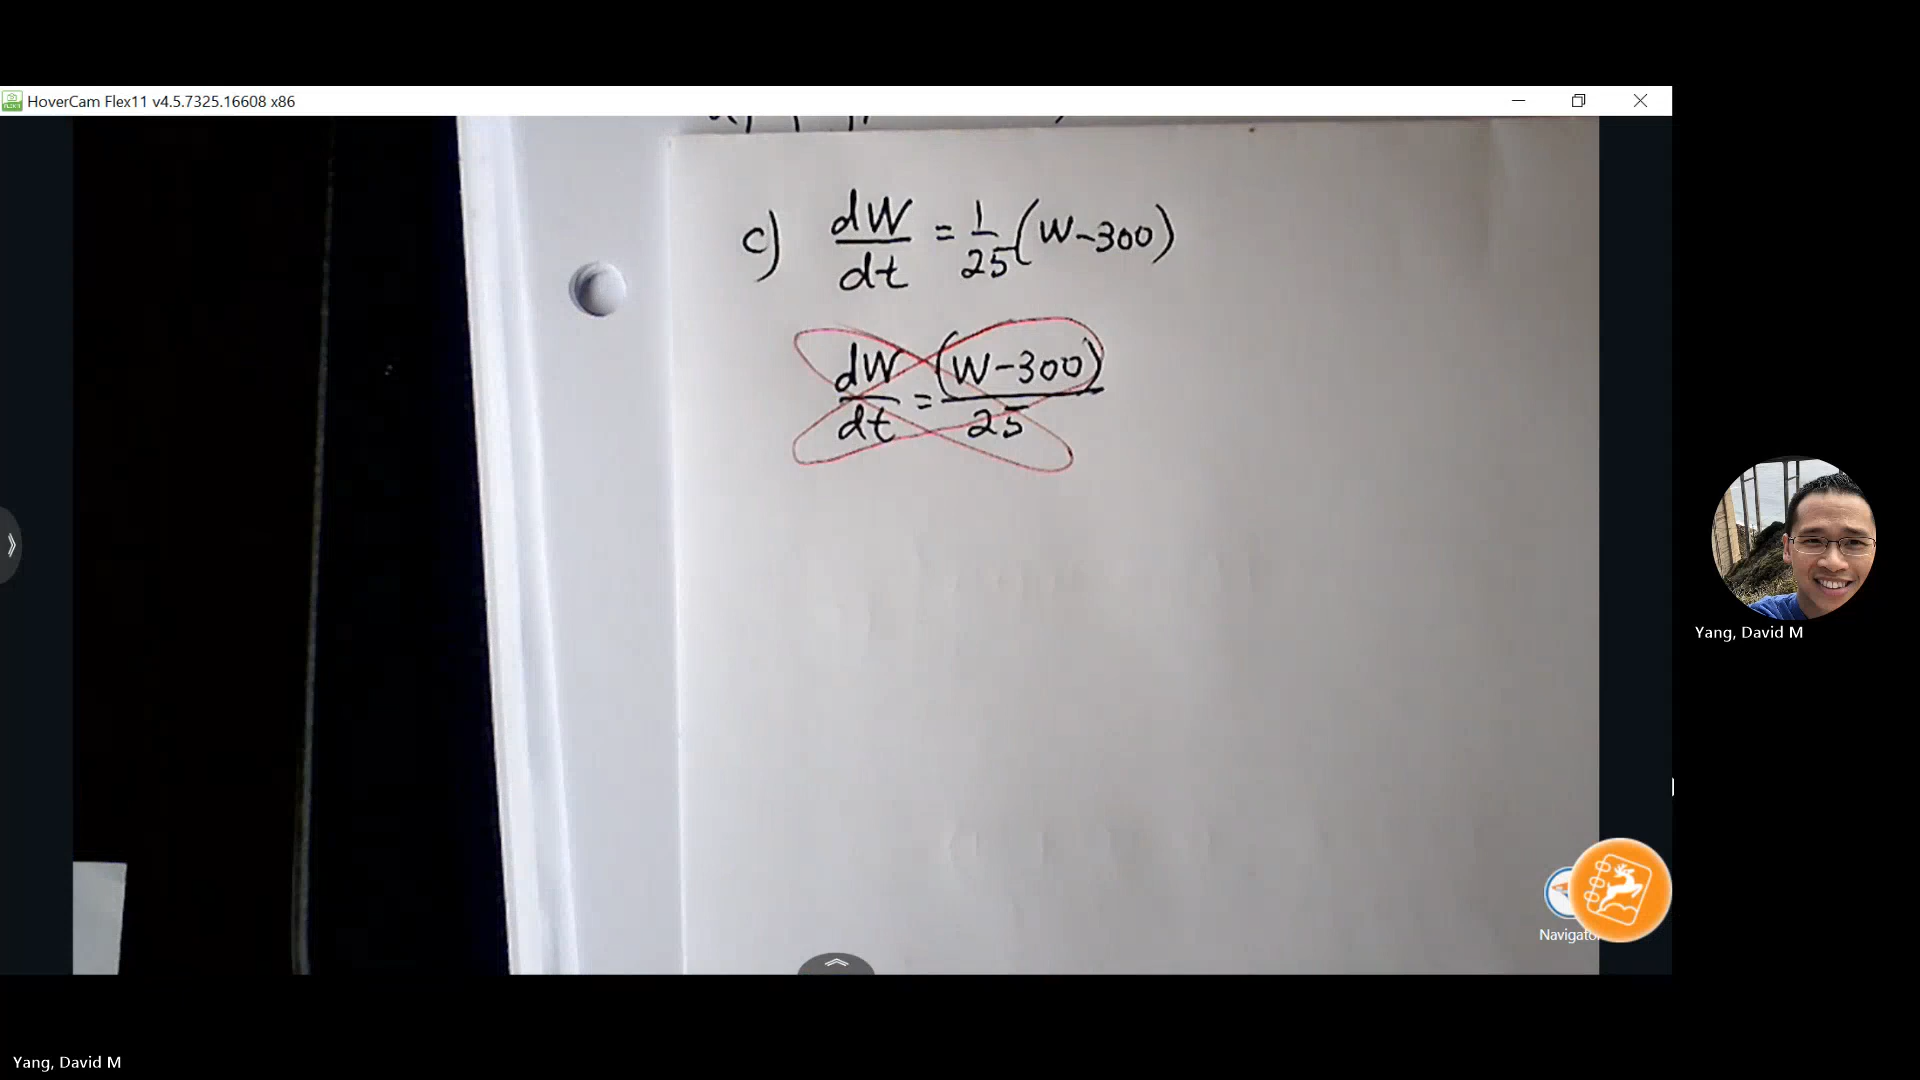 HoverCam Flex11 v4.5.7325.16608 x86
c) dW/dt = 1/25 (W-300)
dW/dt = (W-300)/25
Yang, David M
Navigator
Yang, David M